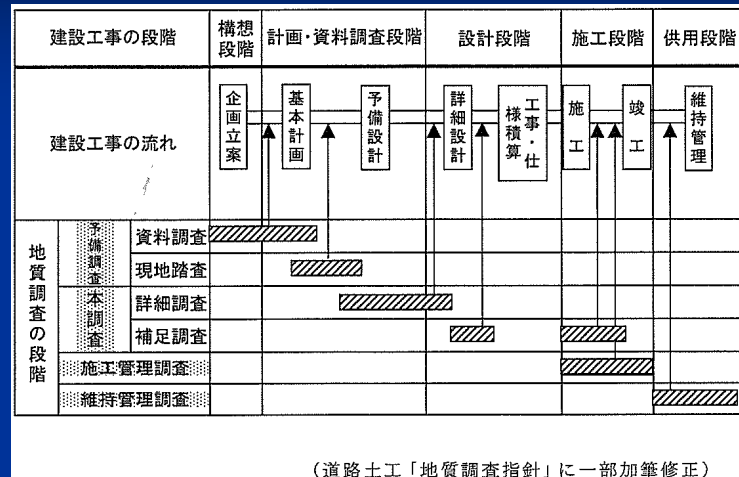 建設工事の段階
構想段階
計画・資料調査段階
設計段階
施工段階
供用段階
建設工事の流れ
企画立案
基本計画
予備設計
詳細設計
工事・仕様積算
施工
竣工
維持管理
地質調査の段階
予備調査
資料調査
現地踏査
本調査
詳細調査
補足調査
施工管理調査
維持管理調査
(道路土工「地質調査指針」に一部加筆修正)